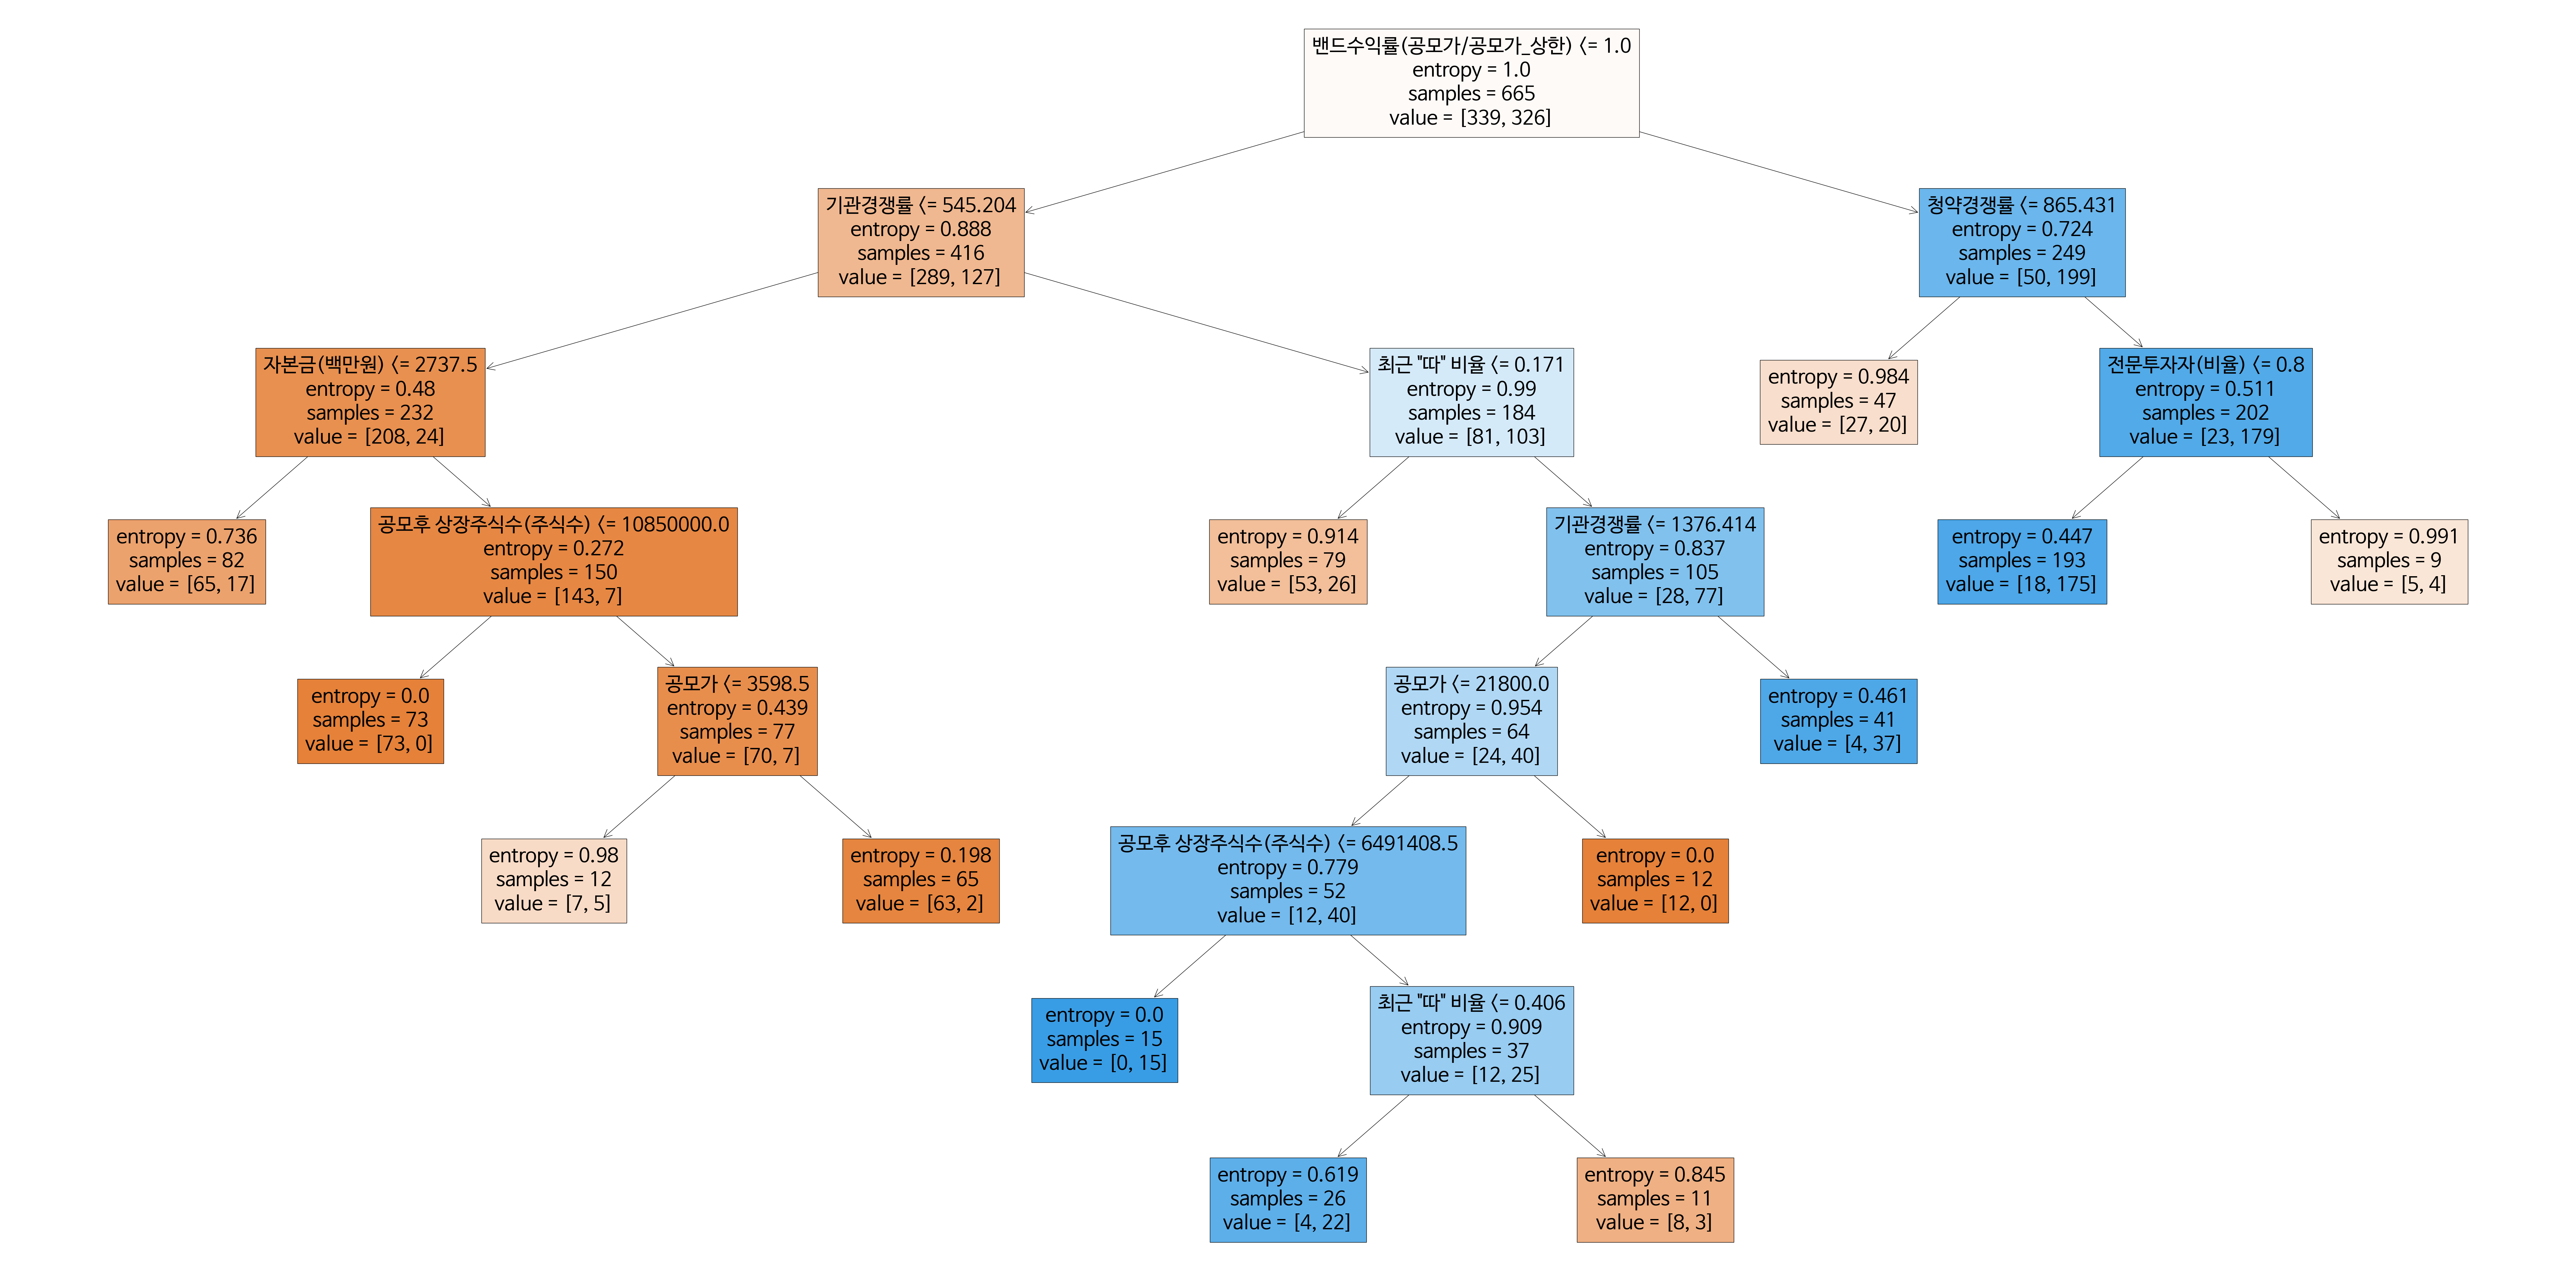 밴드수익률(공모가/공모가_상한) <= 1.0
entropy = 1.0
samples = 665
value = [339, 326]
기관경쟁률 <= 545.204
entropy = 0.888
samples = 416
value = [289, 127]
청약경쟁률 <= 865.431
entropy = 0.724
samples = 249
value = [50, 199]
자본금(백만원) <= 2737.5
entropy = 0.48
samples = 232
value = [208, 24]
최근 "따" 비율 <= 0.171
entropy = 0.99
samples = 184
value = [81, 103]
entropy = 0.984
samples = 47
value = [27, 20]
전문투자자(비율) <= 0.8
entropy = 0.511
samples = 202
value = [23, 179]
entropy = 0.736
samples = 82
value = [65, 17]
공모후 상장주식수(주식수) <= 10850000.0
entropy = 0.272
samples = 150
value = [143, 7]
entropy = 0.914
samples = 79
value = [53, 26]
기관경쟁률 <= 1376.414
entropy = 0.837
samples = 105
value = [28, 77]
entropy = 0.447
samples = 193
value = [18, 175]
entropy = 0.991
samples = 9
value = [5, 4]
entropy = 0.0
samples = 73
value = [73, 0]
공모가 <= 3598.5
entropy = 0.439
samples = 77
value = [70, 7]
공모가 <= 21800.0
entropy = 0.954
samples = 64
value = [24, 40]
entropy = 0.461
samples = 41
value = [4, 37]
entropy = 0.98
samples = 12
value = [7, 5]
entropy = 0.198
samples = 65
value = [63, 2]
공모후 상장주식수(주식수) <= 6491408.5
entropy = 0.779
samples = 52
value = [12, 40]
entropy = 0.0
samples = 12
value = [12, 0]
entropy = 0.0
samples = 15
value = [0, 15]
최근 "따" 비율 <= 0.406
entropy = 0.909
samples = 37
value = [12, 25]
entropy = 0.619
samples = 26
value = [4, 22]
entropy = 0.845
samples = 11
value = [8, 3]